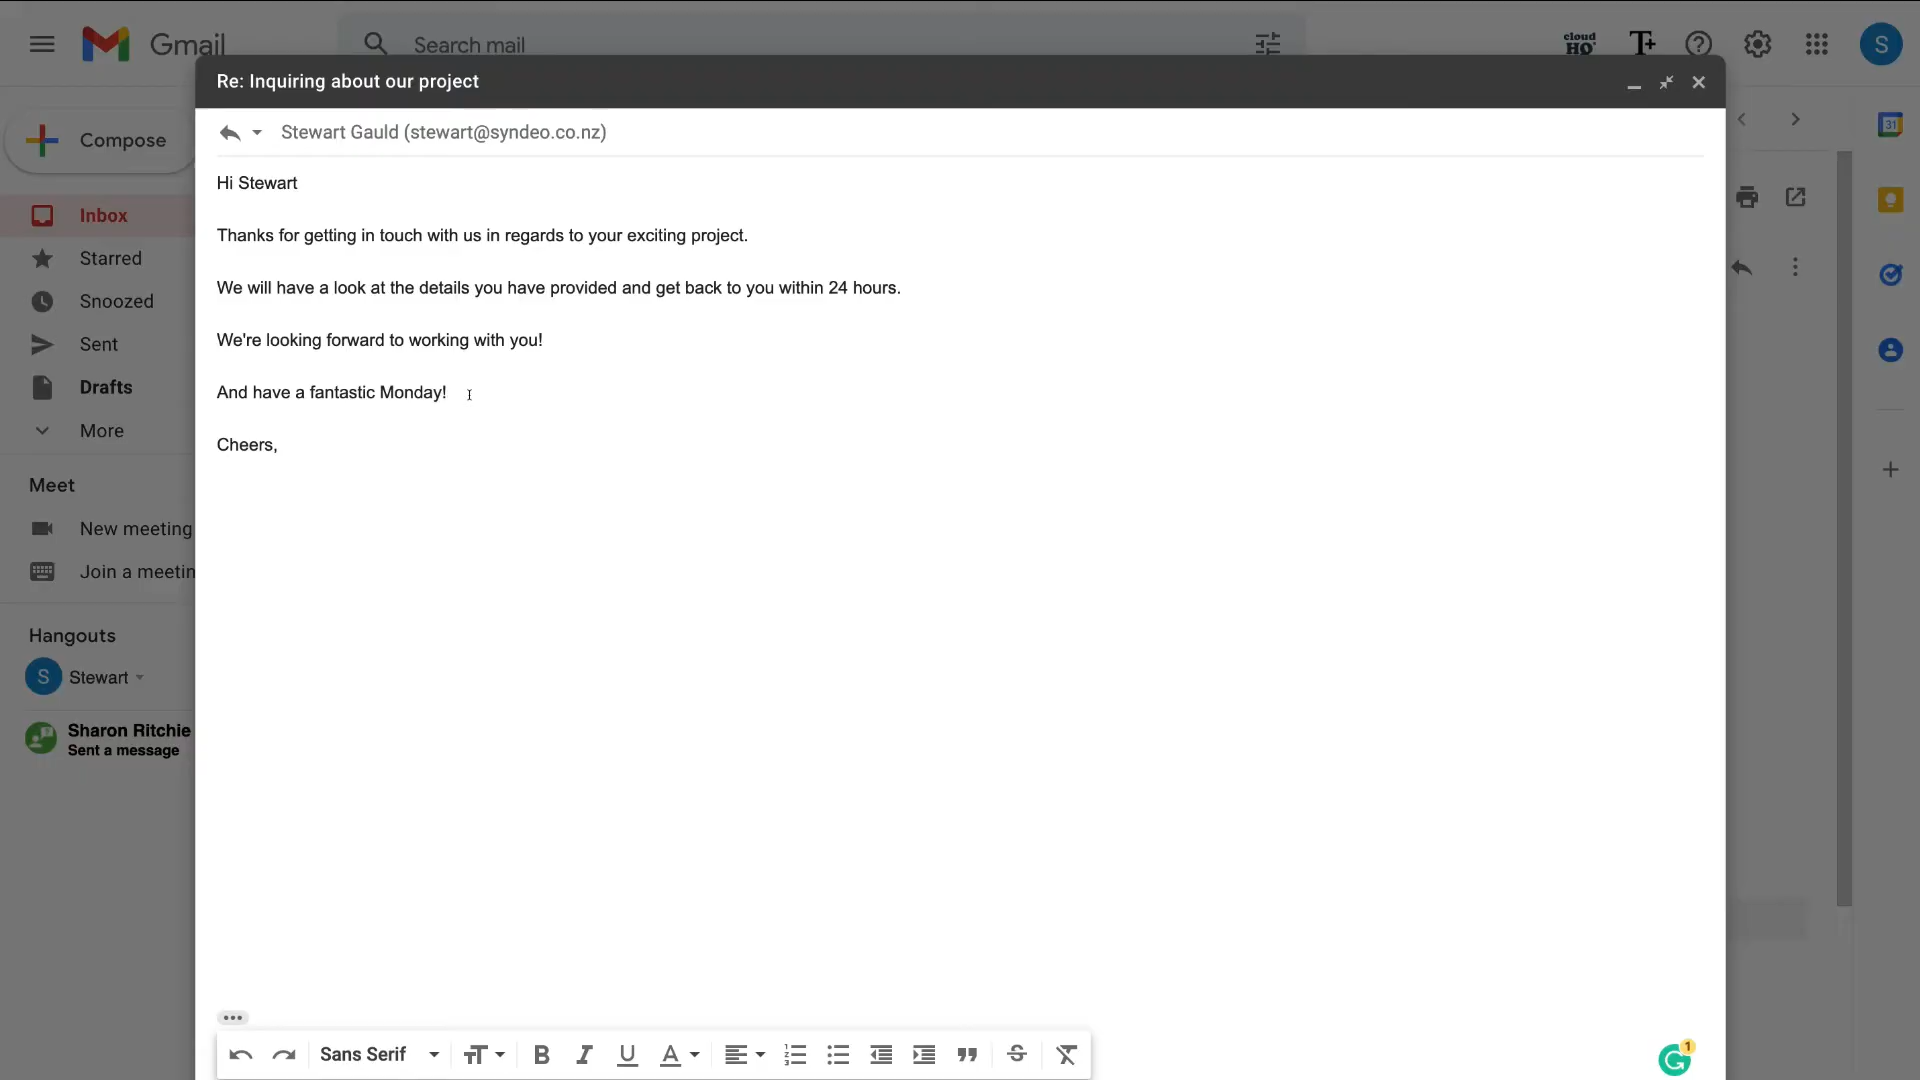 Gmail
Search mail
cloud HQ
T+
S
Re: Inquiring about our project
Compose
Stewart Gauld (stewart@syndeo.co.nz)
31
Hi Stewart
Inbox
Thanks for getting in touch with us in regards to your exciting project.
Starred
We will have a look at the details you have provided and get back to you within 24 hours.
Snoozed
We're looking forward to working with you!
Sent
And have a fantastic Monday!
Drafts
More
Cheers,
Meet
New meeting
Join a meetin
Hangouts
S Stewart
Sharon Ritchie
Sent a message
Sans Serif
1